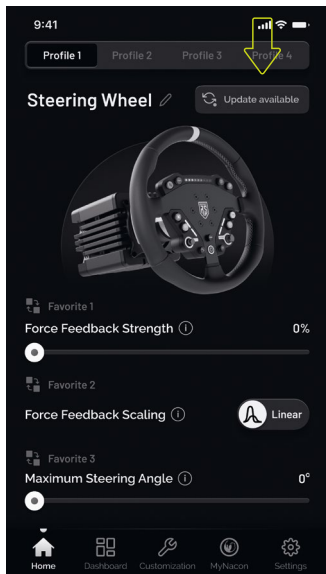 9:41
Profile 1 Profile 2 Profile 3 Profile 4
Steering Wheel Update available
Favorite 1
Force Feedback Strength 0%
Favorite 2
Force Feedback Scaling Linear
Favorite 3
Maximum Steering Angle 0°
Home Dashboard Customization MyNacon Settings